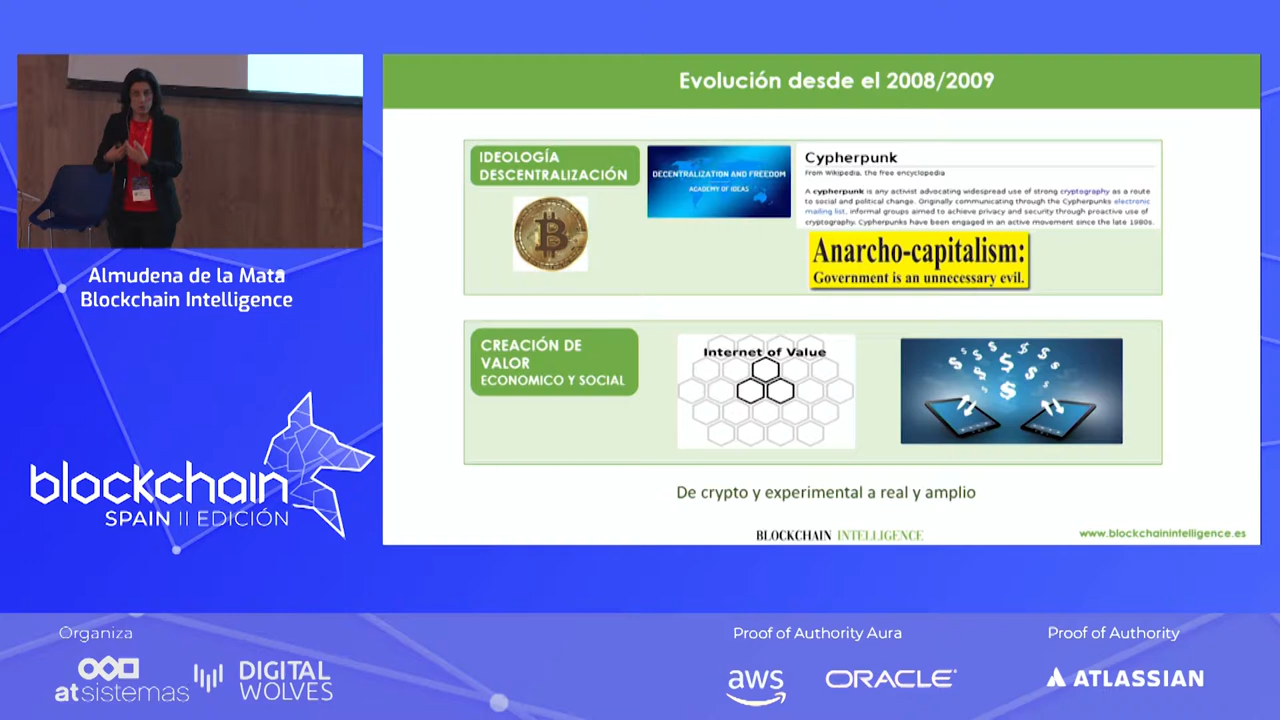 Evolución desde el 2008/2009
IDEOLOGÍA
DESCENTRALIZACIÓN
DECENTRALIZATION AND FREEDOM
ACADEMY OF IDEAS
Cypherpunk
From Wikipedia, the free encyclopedia
A cypherpunk is any activist advocating widespread use of strong cryptography as a route
to social and political change. Originally communicating through the Cypherpunks electronic
mailing list, informal groups aimed to achieve privacy and security through proactive use of
cryptography. Cypherpunks have been engaged in an active movement since the late 1980s.
Anarcho-capitalism:
Government is an unnecessary evil.
CREACIÓN DE
VALOR
ECONOMICO Y SOCIAL
Internet of Value
De crypto y experimental a real y amplio
BLOCKCHAIN INTELLIGENCE
www.blockchainintelligence.es
Almudena de la Mata
Blockchain Intelligence
blockchain
SPAIN II EDICIÓN
Organiza
atsistemas
DIGITAL
WOLVES
Proof of Authority Aura
aws
ORACLE
Proof of Authority
ATLASSIAN